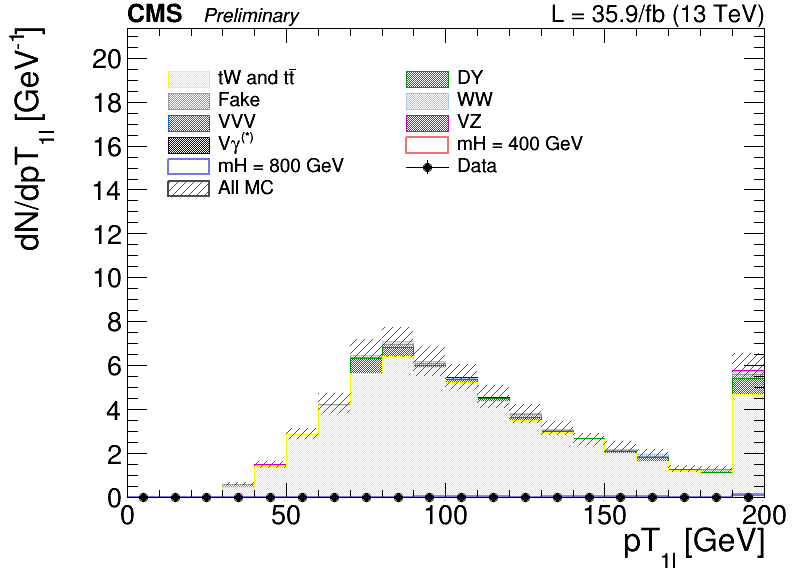 CMS Preliminary L = 35.9/fb (13 TeV)
dN/dpT_1l [GeV^-1]
20
18
16
14
12
10
8
6
4
2
0
tW and tt̄ DY
Fake WW
VVV VZ
Vγ^(*) mH = 400 GeV
mH = 800 GeV Data
All MC
0 50 100 150 200
pT_1l [GeV]